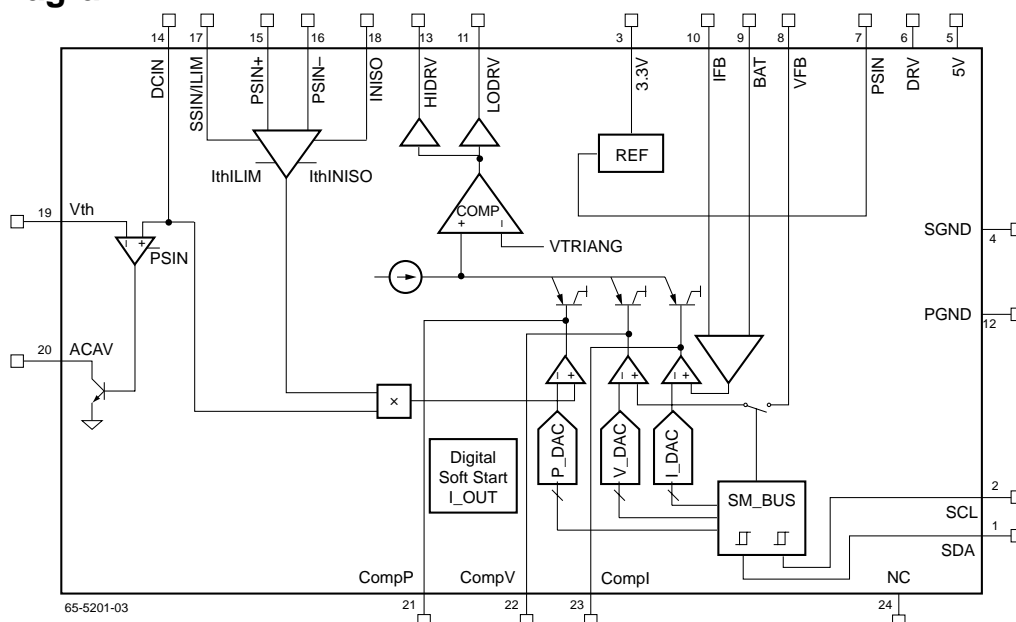 14
17
15
16
18
13
11
3
10
9
8
7
6
5
DCIN
SSIN/ILIM
PSIN+
PSIN–
INISO
HIDRV
LODRV
3.3V
IFB
BAT
VFB
PSIN
DRV
5V
REF
IthILIM
IthINISO
COMP
+
–
VTRIANG
19
Vth
– +
PSIN
SGND
4
PGND
12
20
ACAV
– +
– +
– +
×
P_DAC
V_DAC
I_DAC
Digital
Soft Start
I_OUT
SM_BUS
2
SCL
1
SDA
CompP
CompV
CompI
NC
65-5201-03
21
22
23
24